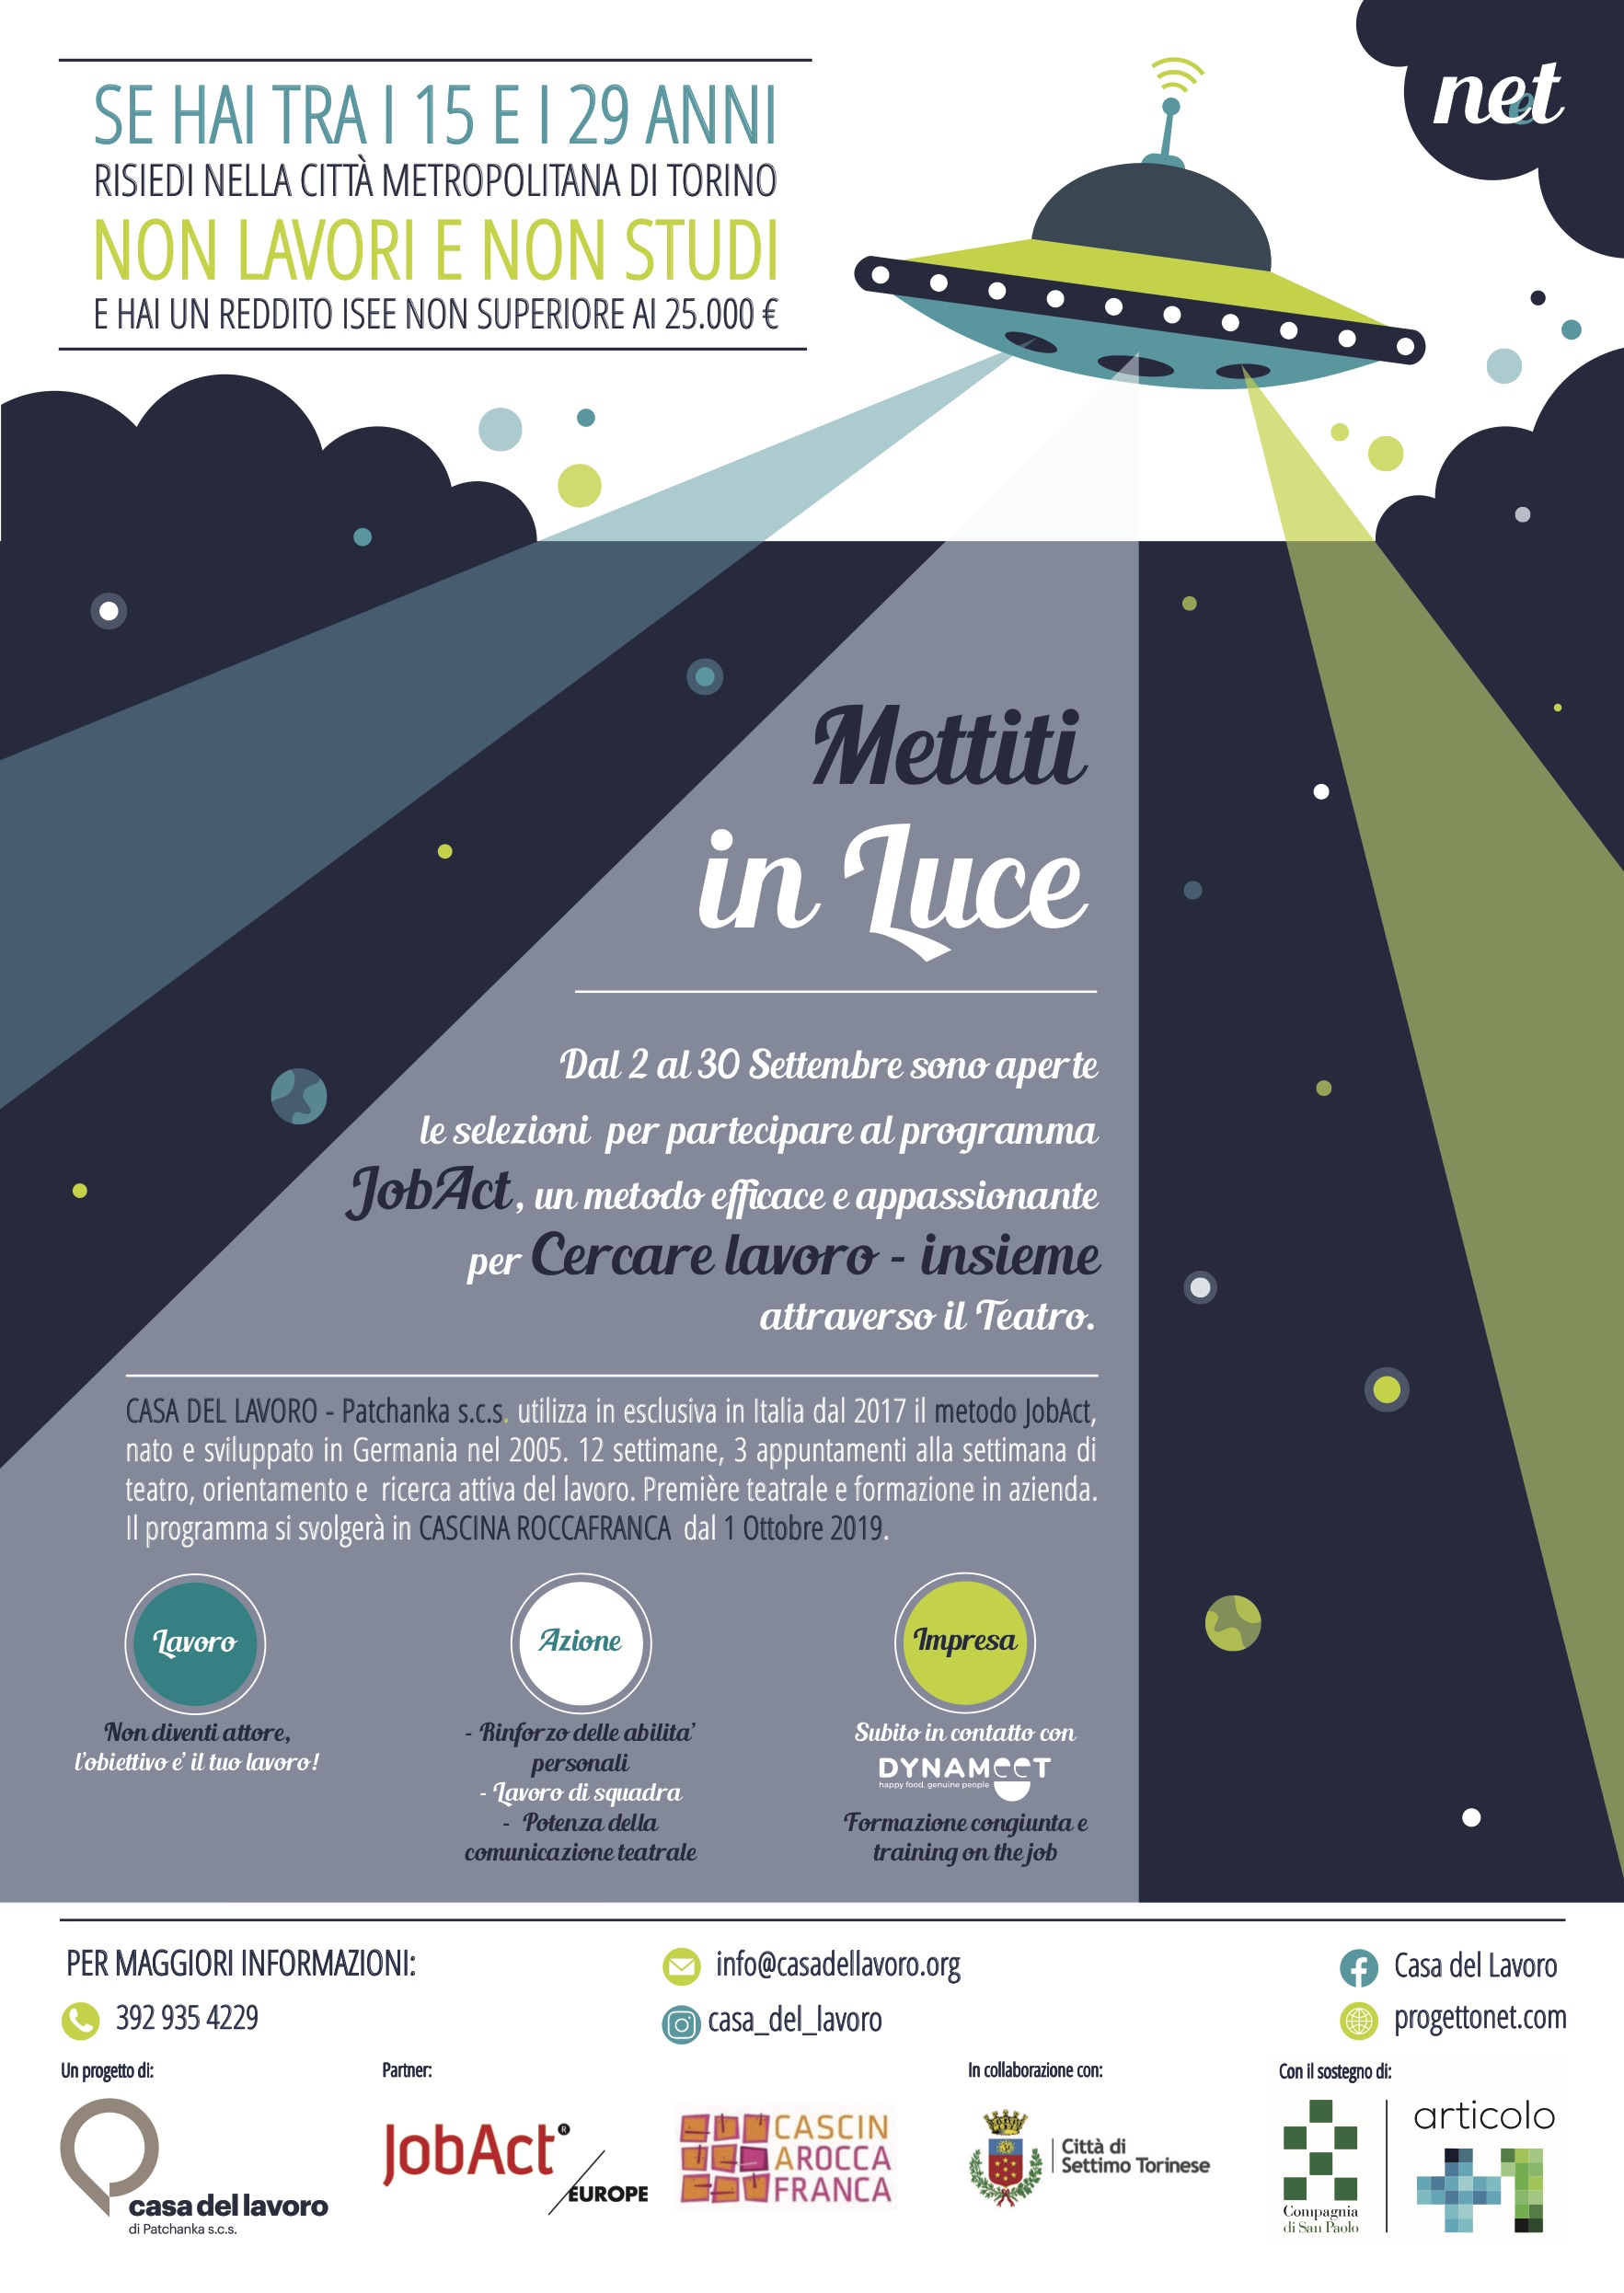 SE HAI TRA I 15 E I 29 ANNI
RISIEDI NELLA CITTÀ METROPOLITANA DI TORINO
NON LAVORI E NON STUDI
E HAI UN REDDITO ISEE NON SUPERIORE AI 25.000 €
neet
Mettiti
in Luce
Dal 2 al 30 Settembre sono aperte
le selezioni per partecipare al programma
JobAct, un metodo efficace e appassionante
per Cercare lavoro - insieme
attraverso il Teatro.
CASA DEL LAVORO - Patchanka s.c.s. utilizza in esclusiva in Italia dal 2017 il metodo JobAct,
nato e sviluppato in Germania nel 2005. 12 settimane, 3 appuntamenti alla settimana di
teatro, orientamento e ricerca attiva del lavoro. Première teatrale e formazione in azienda.
Il programma si svolgerà in CASCINA ROCCAFRANCA dal 1 Ottobre 2019.
Lavoro
Non diventi attore,
l'obiettivo e' il tuo lavoro!
Azione
- Rinforzo delle abilita'
personali
- Lavoro di squadra
- Potenza della
comunicazione teatrale
Impresa
Subito in contatto con
DYNAMEET
happy food. genuine people
Formazione congiunta e
training on the job
PER MAGGIORI INFORMAZIONI:
392 935 4229
info@casadellavoro.org
casa_del_lavoro
Casa del Lavoro
progettonet.com
Un progetto di:
casa del lavoro
di Patchanka s.c.s.
Partner:
JobAct®
EUROPE
CASCIN
AROCCA
FRANCA
In collaborazione con:
Città di
Settimo Torinese
Con il sostegno di:
Compagnia
di San Paolo
articolo
+1